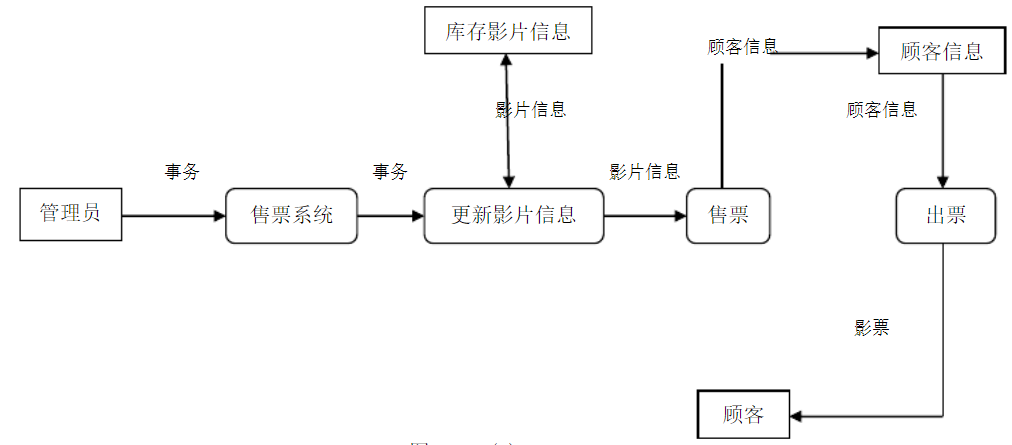 库存影片信息
顾客信息
顾客信息
影片信息
顾客信息
事务
事务
影片信息
管理员
售票系统
更新影片信息
售票
出票
影票
顾客